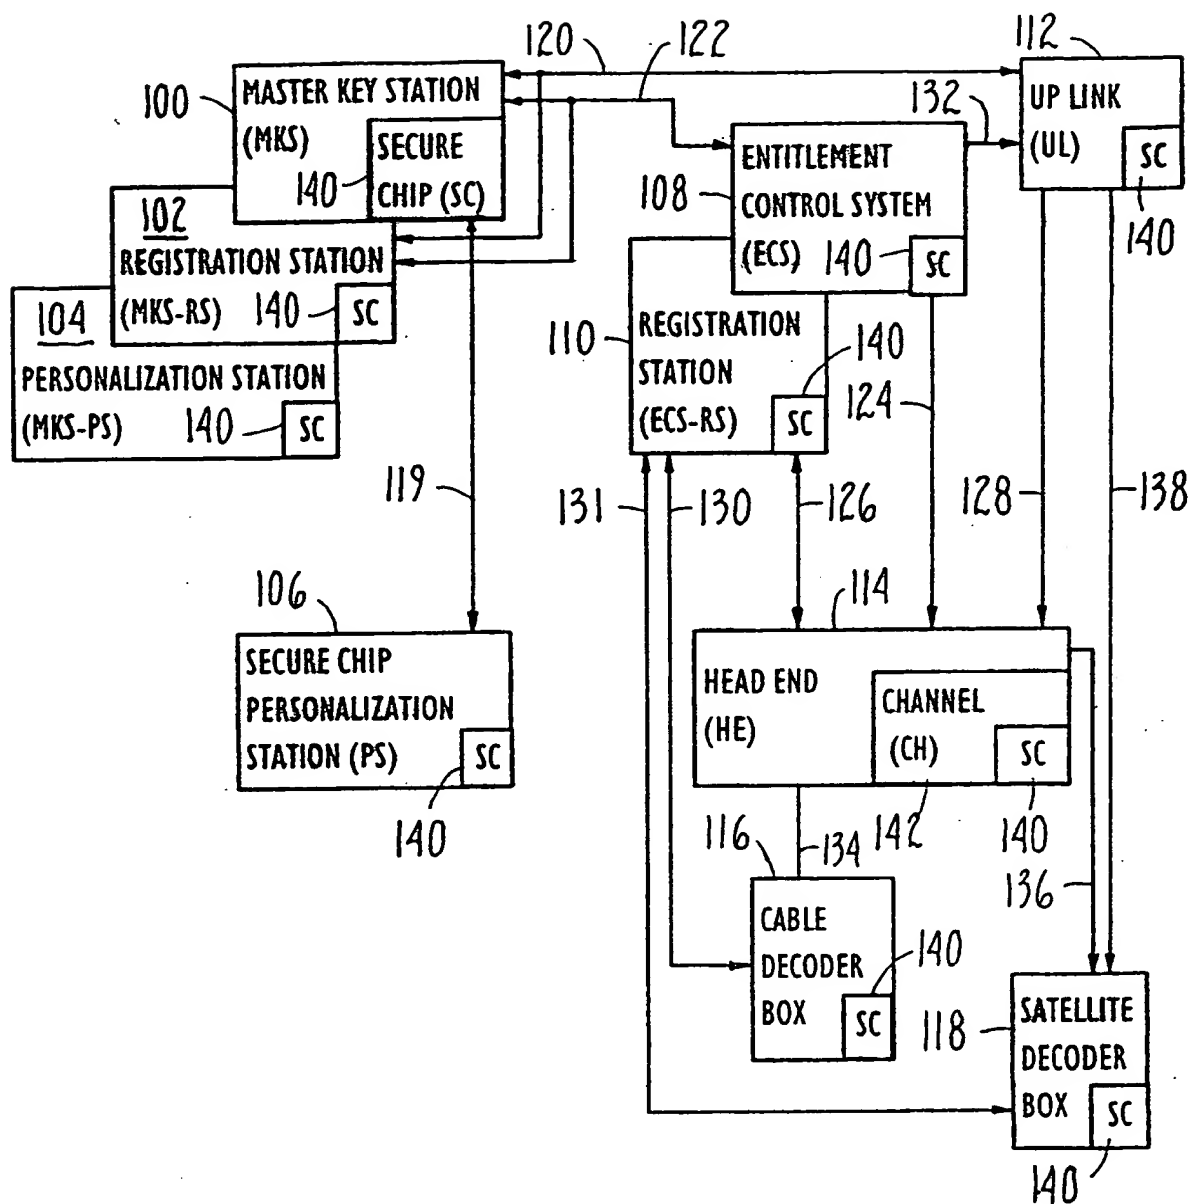 120
122
112
100
MASTER KEY STATION
(MKS)
SECURE
CHIP (SC)
140
132
UP LINK
(UL)
SC
140
108
ENTITLEMENT
CONTROL SYSTEM
(ECS)
140
SC
102
REGISTRATION STATION
(MKS-RS)
140
SC
104
PERSONALIZATION STATION
(MKS-PS)
140
SC
110
REGISTRATION
STATION
(ECS-RS)
140
SC
124
119
131
130
126
128
138
106
SECURE CHIP
PERSONALIZATION
STATION (PS)
SC
140
114
HEAD END
(HE)
CHANNEL
(CH)
SC
142
140
116
134
136
CABLE
DECODER
BOX
140
SC
118
SATELLITE
DECODER
BOX
SC
140